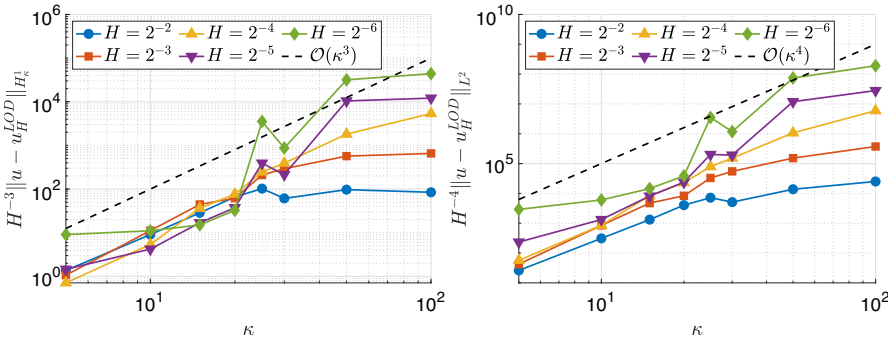 10^6
10^4
10^2
10^0
H^{-3}||u − u_H^{LOD}||_{H_κ^1}
H = 2^{-2} H = 2^{-4} H = 2^{-6}
H = 2^{-3} H = 2^{-5} O(κ^3)
10^1 10^2
κ
10^{10}
10^5
H^{-4}||u − u_H^{LOD}||_{L^2}
H = 2^{-2} H = 2^{-4} H = 2^{-6}
H = 2^{-3} H = 2^{-5} O(κ^4)
10^1 10^2
κ